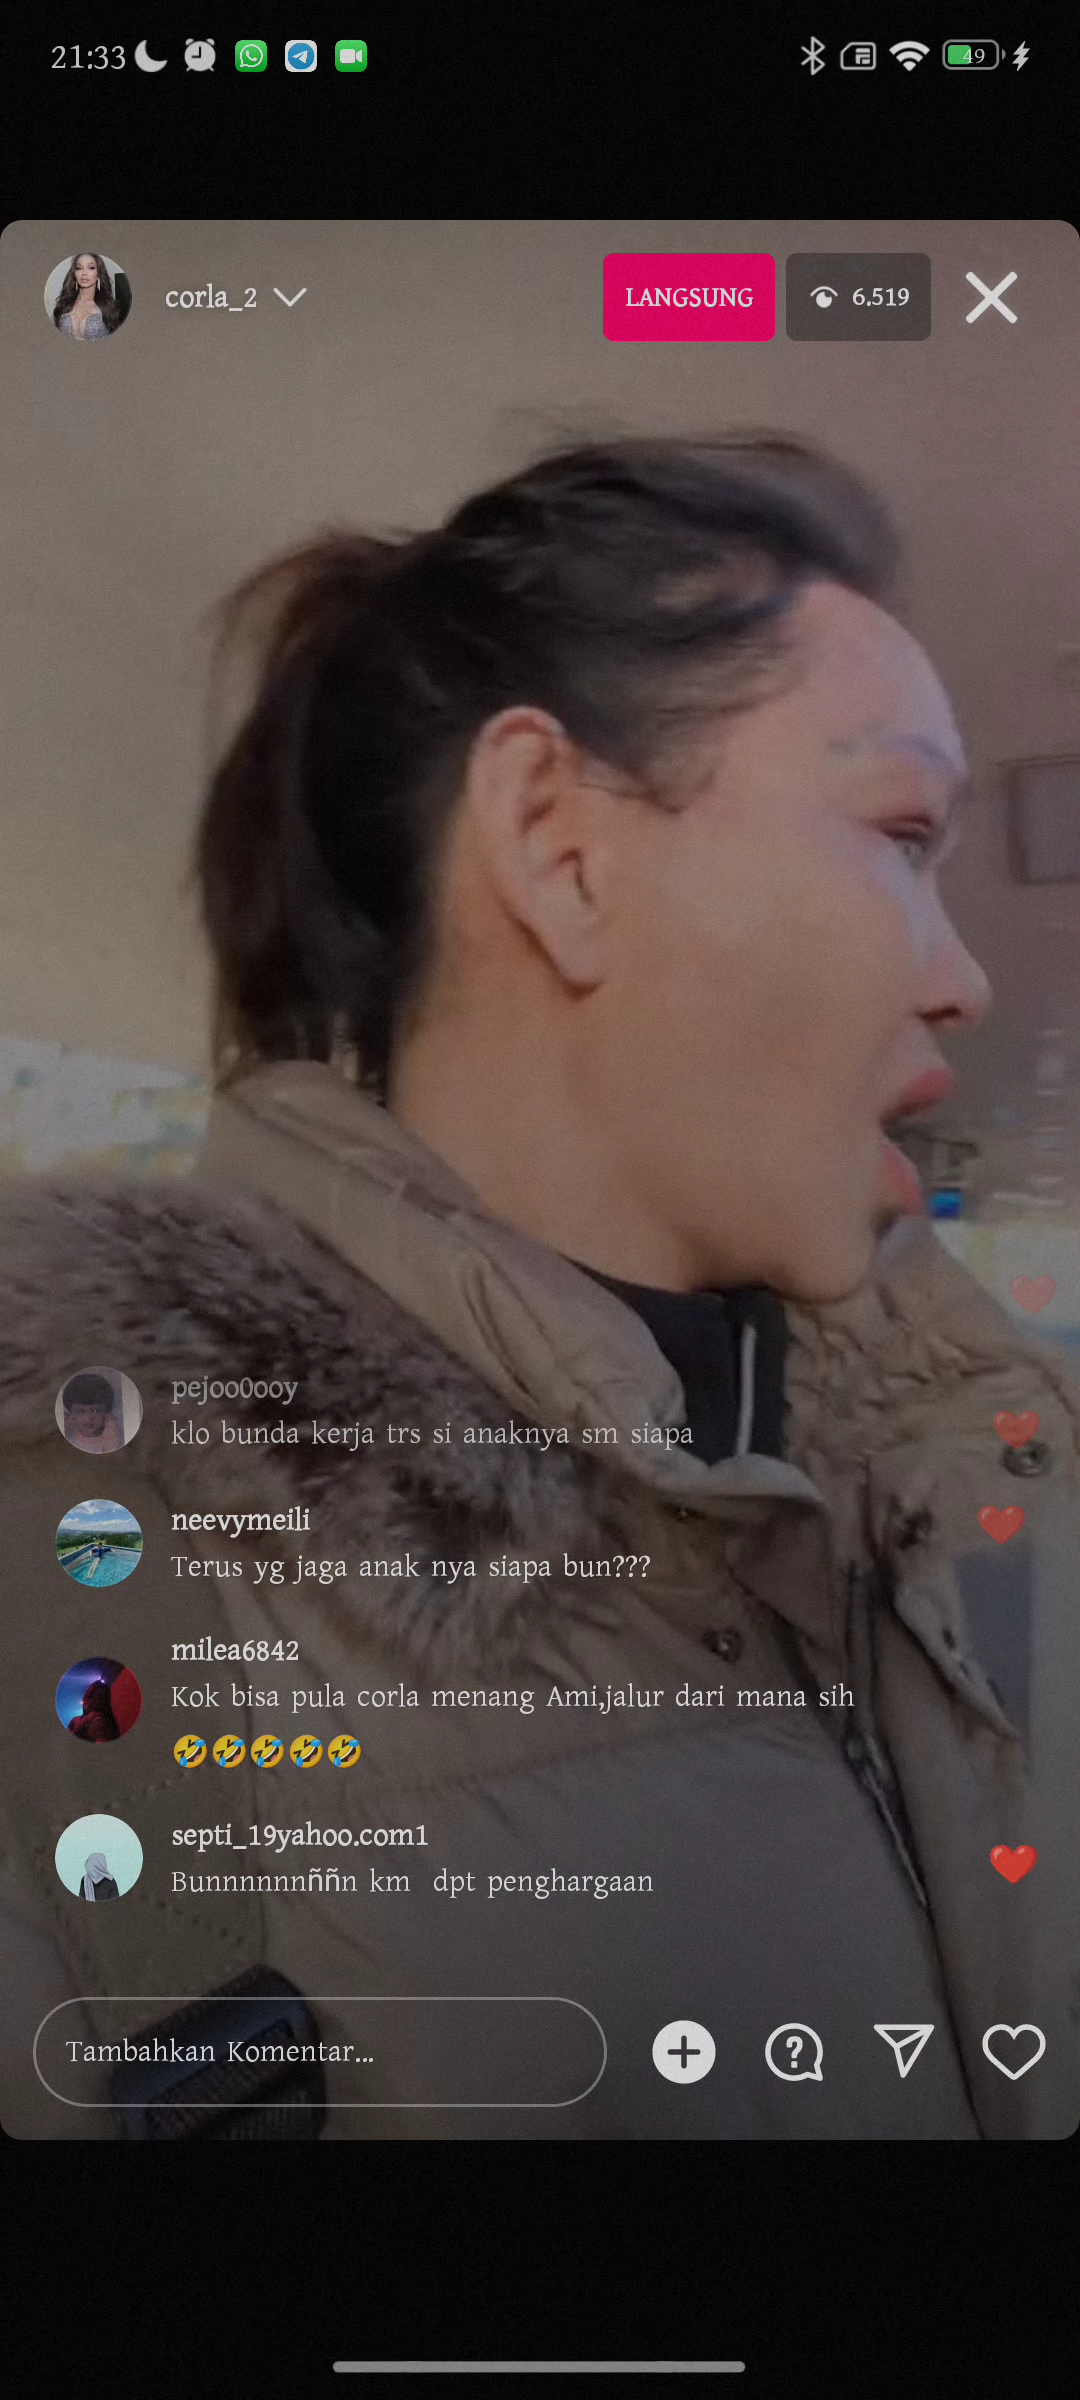 21:33
49
corla_2
LANGSUNG
6.519
pejoo0ooy
klo bunda kerja trs si anaknya sm siapa
neevymeili
Terus yg jaga anak nya siapa bun???
milea6842
Kok bisa pula corla menang Ami,jalur dari mana sih
🤣🤣🤣🤣🤣
septi_19yahoo.com1
Bunnnnnnññn km  dpt penghargaan
Tambahkan Komentar...